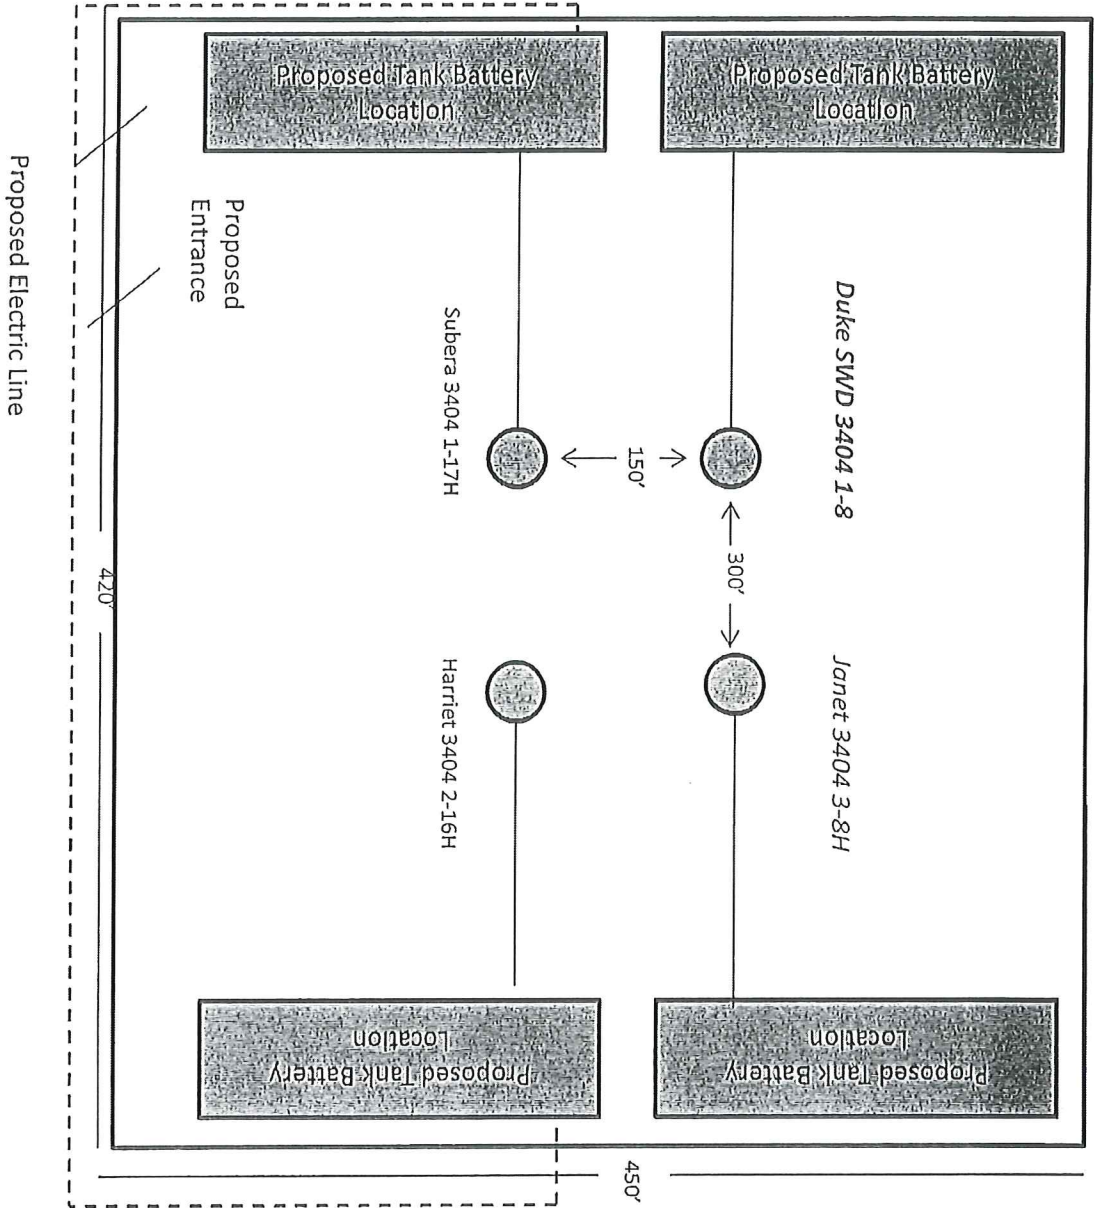 Proposed Tank Battery
Location
Proposed Tank Battery
Location
Proposed Electric Line
Proposed
Entrance
Duke SWD 3404 1-8
Subera 3404 1-17H
150'
300'
420'
Janet 3404 3-8H
Harriet 3404 2-16H
Proposed Tank Battery
Location
Proposed Tank Battery
Location
450'